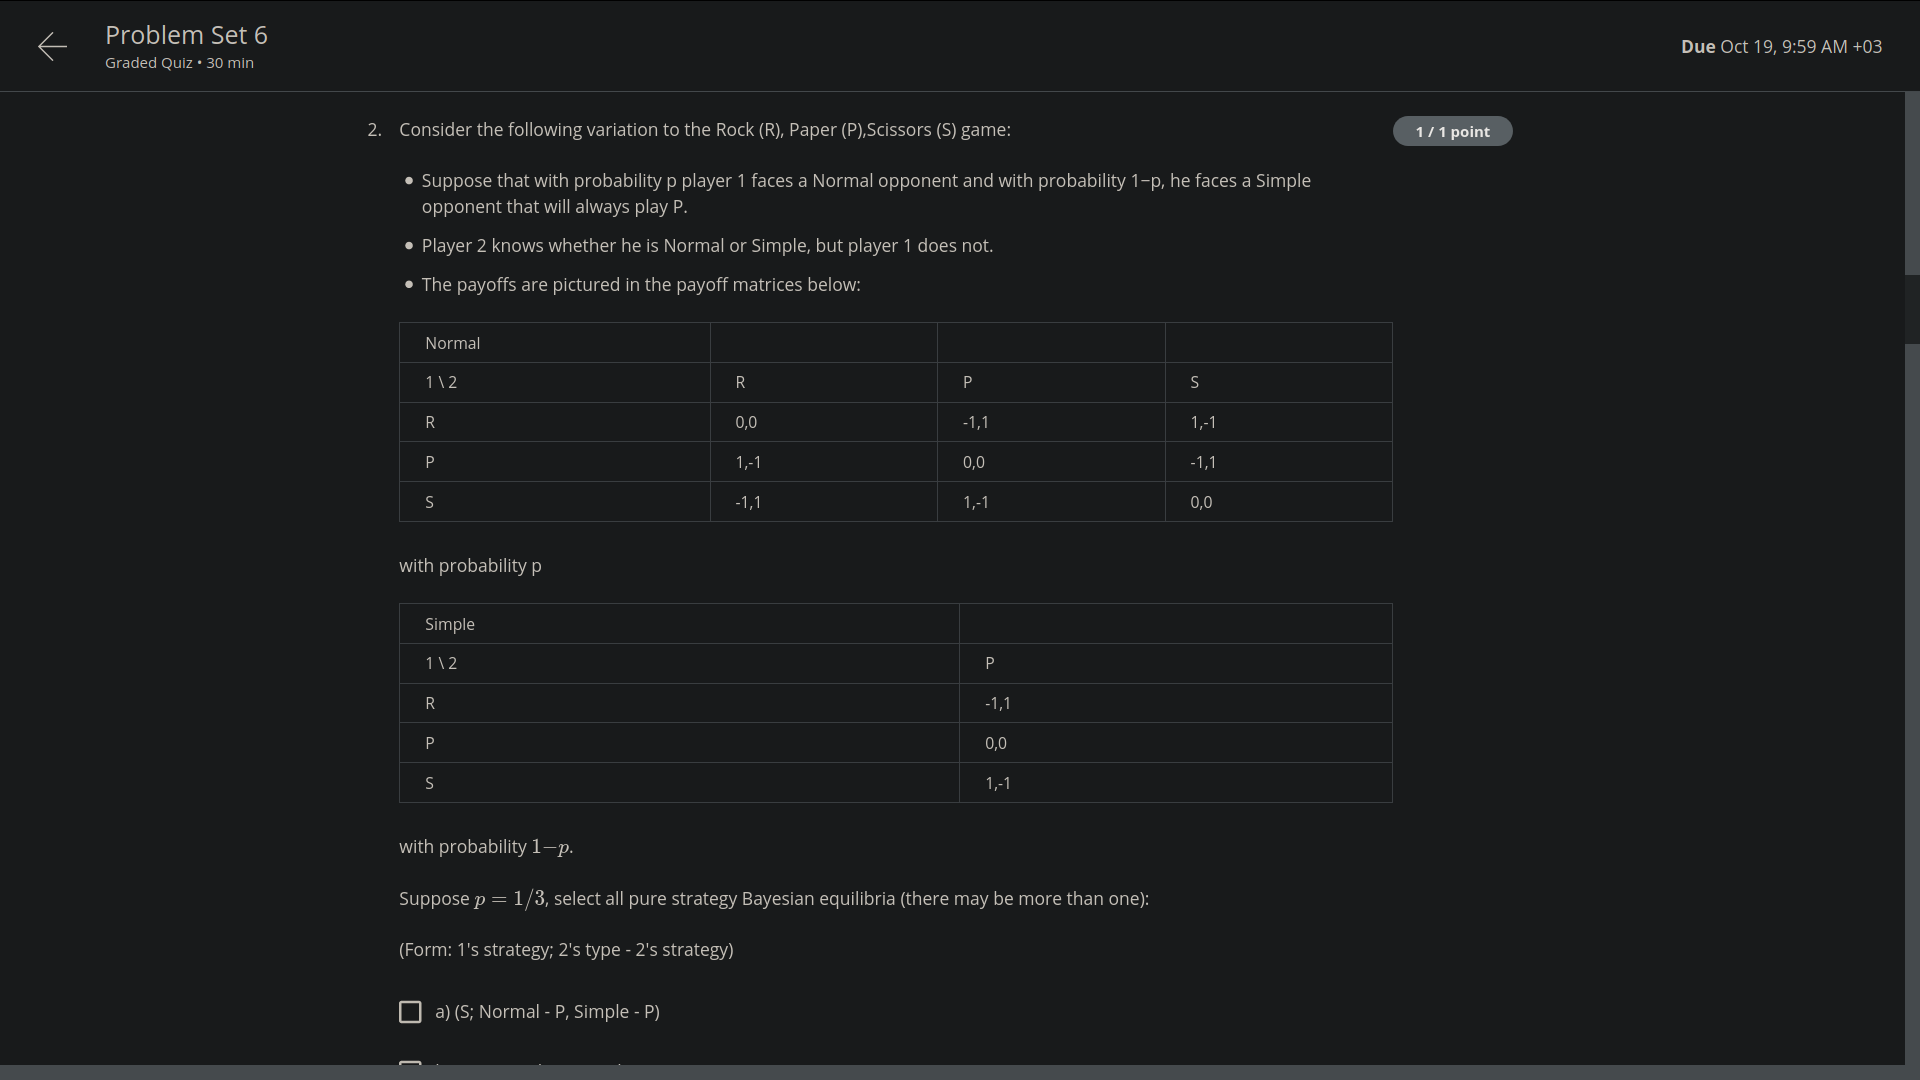 Problem Set 6
Graded Quiz • 30 min
Due Oct 19, 9:59 AM +03
2. Consider the following variation to the Rock (R), Paper (P),Scissors (S) game:
1 / 1 point
• Suppose that with probability p player 1 faces a Normal opponent and with probability 1−p, he faces a Simple
opponent that will always play P.
• Player 2 knows whether he is Normal or Simple, but player 1 does not.
• The payoffs are pictured in the payoff matrices below:
Normal
1 \ 2 R P S
R 0,0 -1,1 1,-1
P 1,-1 0,0 -1,1
S -1,1 1,-1 0,0
with probability p
Simple
1 \ 2 P
R -1,1
P 0,0
S 1,-1
with probability 1−p.
Suppose p = 1/3, select all pure strategy Bayesian equilibria (there may be more than one):
(Form: 1's strategy; 2's type - 2's strategy)
a) (S; Normal - P, Simple - P)